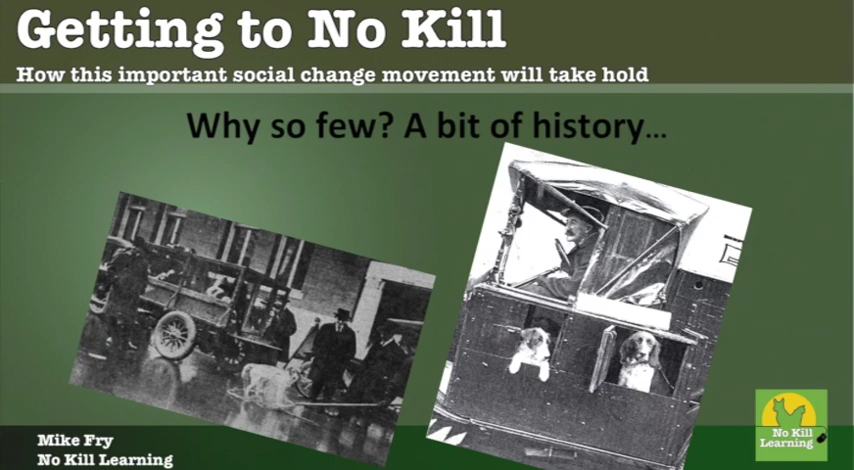 Getting to No Kill
How this important social change movement will take hold
Why so few? A bit of history...
Mike Fry
No Kill Learning
No Kill
Learning